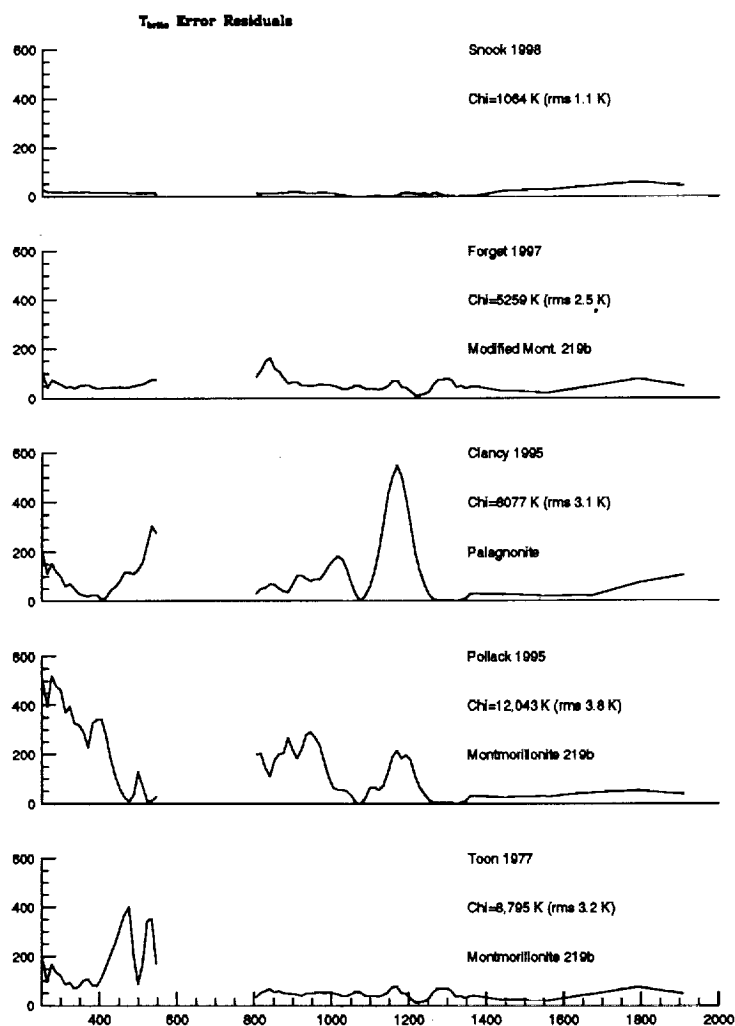 T_brite Error Residuals
600
400
200
0
Snook 1998
Chi=1064 K (rms 1.1 K)
600
400
200
0
Forget 1997
Chi=5259 K (rms 2.5 K)
Modified Mont. 219b
600
400
200
0
Clancy 1995
Chi=8077 K (rms 3.1 K)
Palagnonite
600
400
200
0
Pollack 1995
Chi=12,043 K (rms 3.8 K)
Montmorillonite 219b
600
400
200
0
Toon 1977
Chi=8,795 K (rms 3.2 K)
Montmorillonite 219b
400 600 800 1000 1200 1400 1600 1800 2000